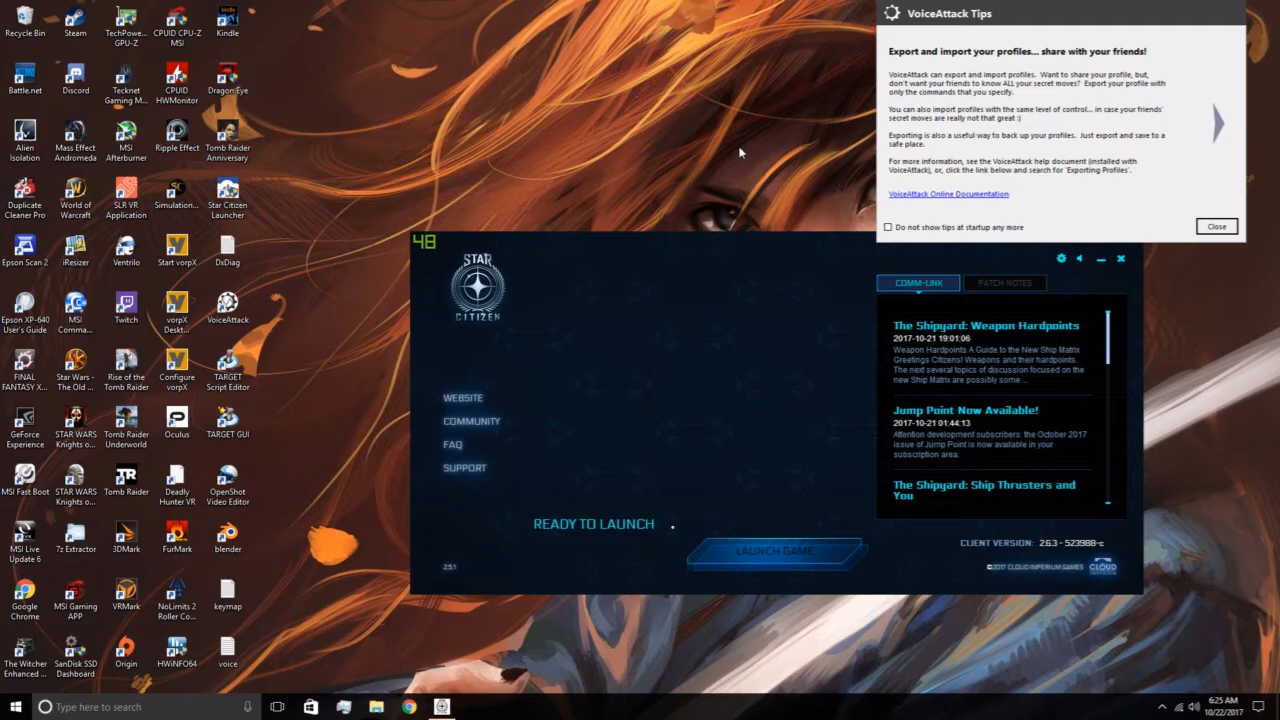 Recycle Bin
Steam
TechPowe...
GPU-Z
CPUID CPU-Z
MSI
Kindle
Battle.net
Discord
Tecknet
Gaming M...
CPUID
HWMonitor
Dragon Eye
Alien
Isolation
Mass Effect
Andromeda
MSI
Afterburner
Ripple Effect
Tomb Raider
Anniversary
Duplicate
Cleaner Pro
World of
Warcraft
SLR VR
Application
Simulation...
Star Citizen
Launcher
Epson Scan 2
iResizer
Ventrilo
Start vorpX
DxDiag
Epson XP-640
User's Guide
MSI
Comma...
Twitch
vorpX
Deskt...
VoiceAttack
FINAL
FANTASY X...
Star Wars -
The Old ...
Rise of the
Tomb Raider
Configure
vorpX
TARGET
Script Editor
GeForce
Experience
STAR WARS
Knights o...
Tomb Raider
Underworld
Oculus
TARGET GUI
MSI Fast Boot
STAR WARS
Knights o...
Tomb Raider
Deadly
Hunter VR
OpenShot
Video Editor
MSI Live
Update 6
7z Extractor
3DMark
FurMark
blender
Google
Chrome
MSI Gaming
APP
VRMark
NoLimits 2
Roller Co...
keymap
The Witcher
Enhanced ...
SanDisk SSD
Dashboard
Origin
HWiNFO64
voice
VoiceAttack Tips
Export and import your profiles... share with your friends!
VoiceAttack can export and import profiles. Want to share your profile, but,
don't want your friends to know ALL your secret moves? Export your profile with
only the commands that you specify.
You can also import profiles with the same level of control... in case your friends'
secret moves are really not that great :)
Exporting is also a useful way to back up your profiles. Just export and save to a
safe place.
For more information, see the VoiceAttack help document (installed with
VoiceAttack), or, click the link below and search for 'Exporting Profiles'.
VoiceAttack Online Documentation
Do not show tips at startup any more
Close
48
STAR
CITIZEN
WEBSITE
COMMUNITY
FAQ
SUPPORT
COMM-LINK
PATCH NOTES
The Shipyard: Weapon Hardpoints
2017-10-21 19:01:06
Weapon Hardpoints A Guide to the New Ship Matrix
Greetings Citizens! Weapons and their hardpoints.
The next several topics of discussion focused on the
new Ship Matrix are possibly some ...
Jump Point Now Available!
2017-10-21 01:44:13
Attention development subscribers: the October 2017
issue of Jump Point is now available in your
subscription area.
The Shipyard: Ship Thrusters and
You
READY TO LAUNCH
LAUNCH GAME
CLIENT VERSION: 2.6.3 - 523988-c
2.5.1
©2017 CLOUD IMPERIUM GAMES
CLOUD
Type here to search
6:25 AM
10/22/2017